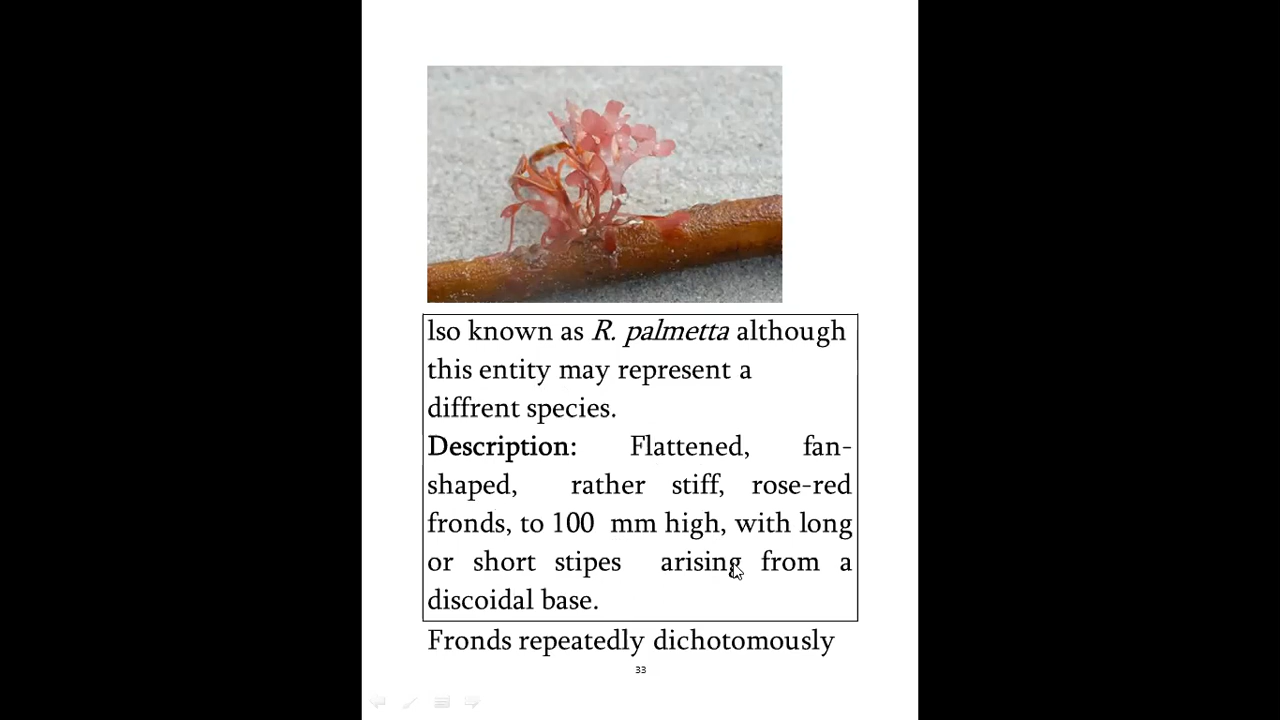 lso known as R. palmetta although
this entity may represent a
diffrent species.
Description: Flattened, fan-
shaped, rather stiff, rose-red
fronds, to 100 mm high, with long
or short stipes arising from a
discoidal base.
Fronds repeatedly dichotomously
33